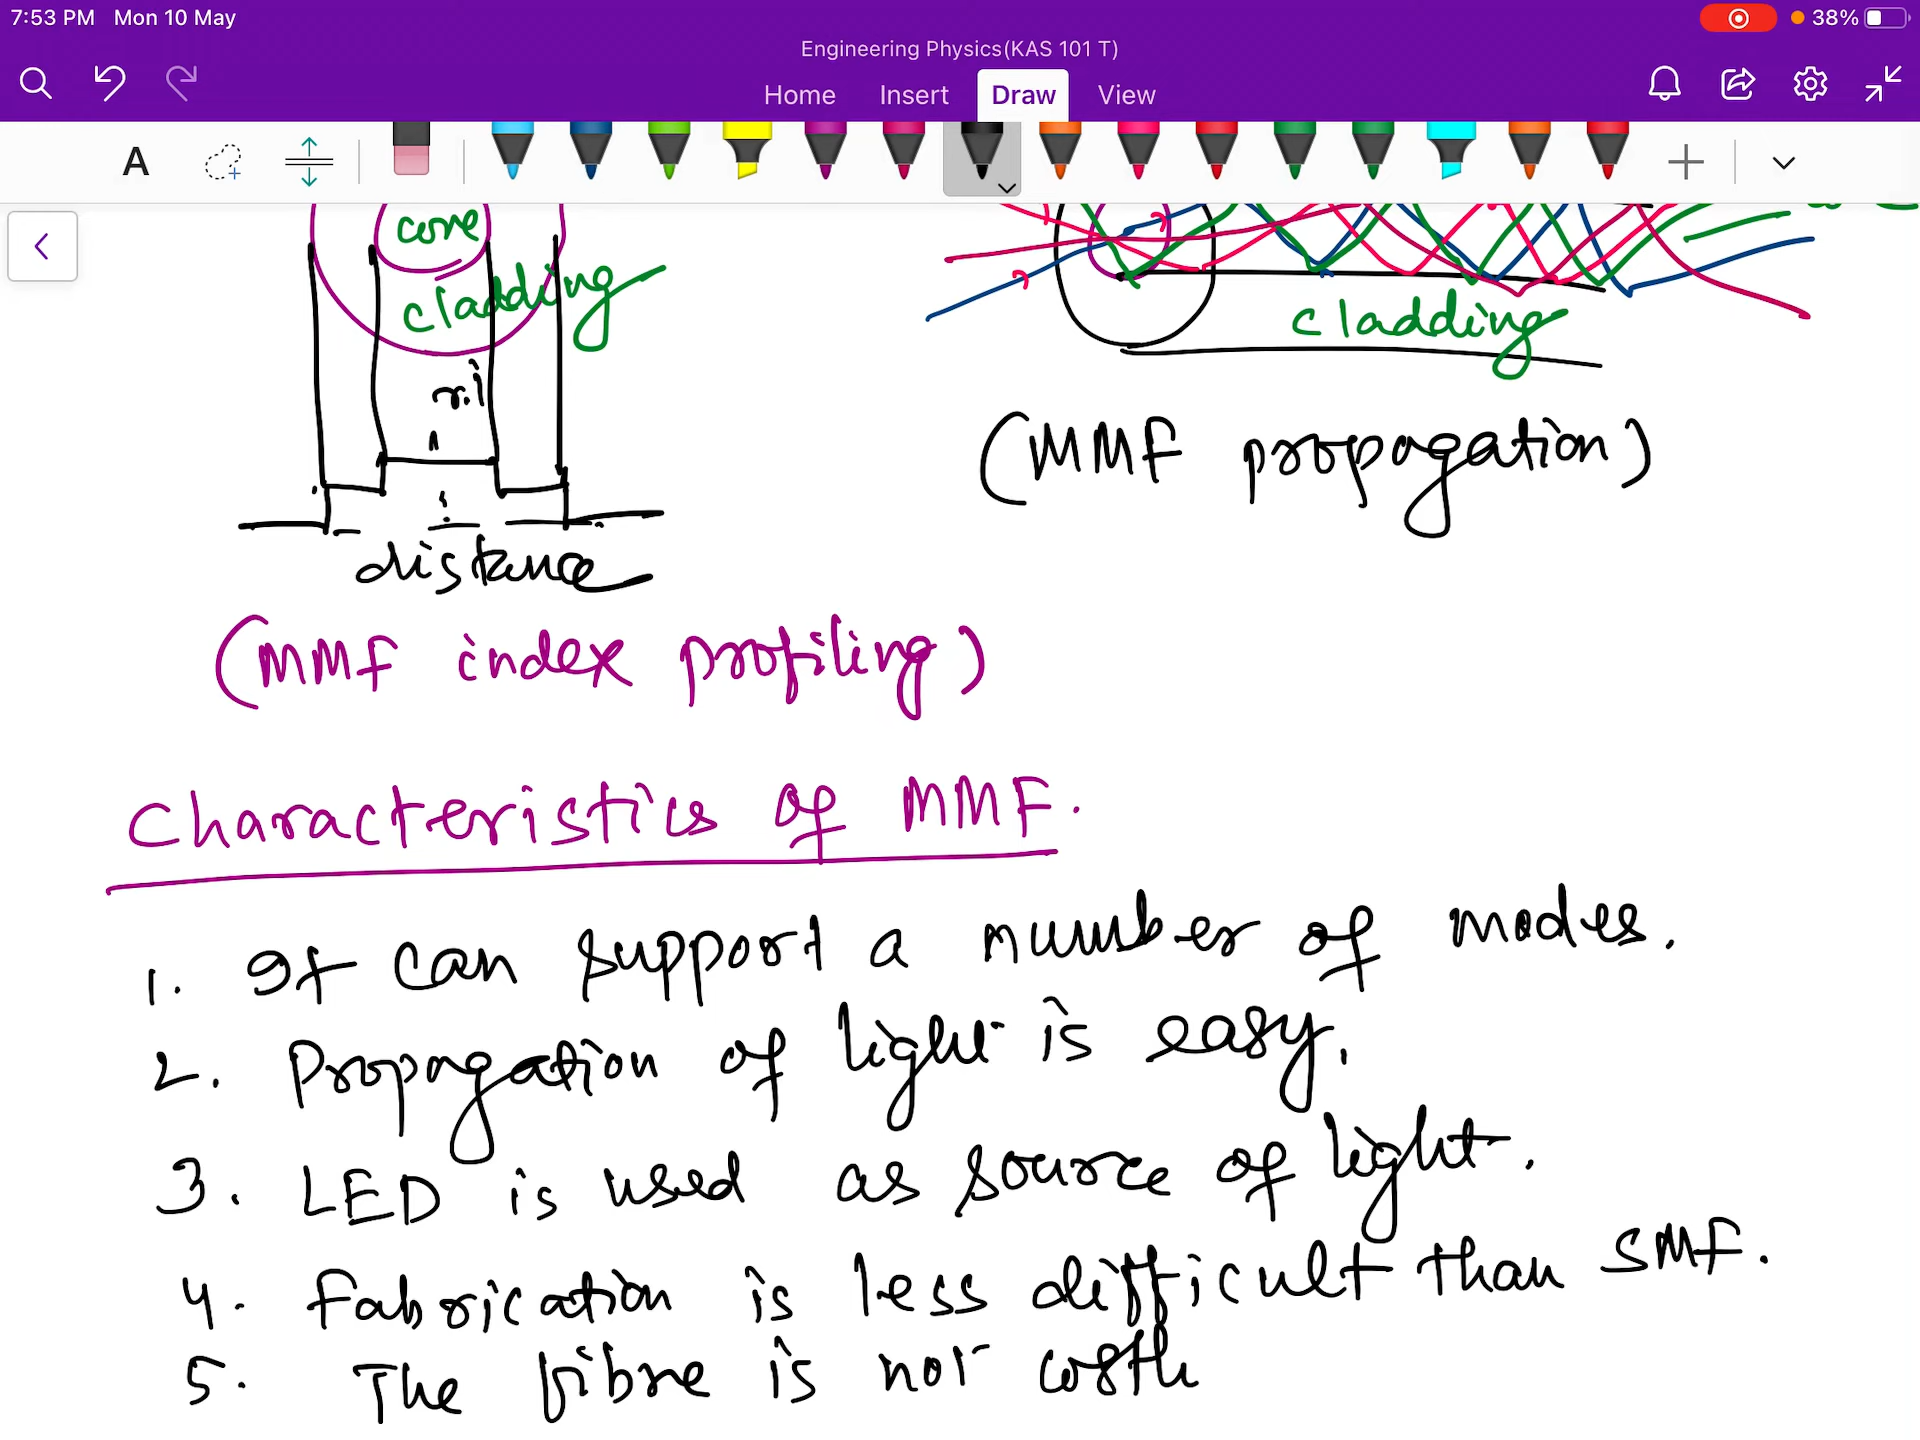 7:53 PM Mon 10 May
38%
Engineering Physics(KAS 101 T)
Home Insert Draw View
A
core
cladding
r.i
distance
(MMF index profiling)
cladding
(MMF propagation)
Characteristics of MMF.
1. It can support a number of modes.
2. Propagation of light is easy.
3. LED is used as source of light.
4. Fabrication is less difficult than SMF.
5. The fibre is not